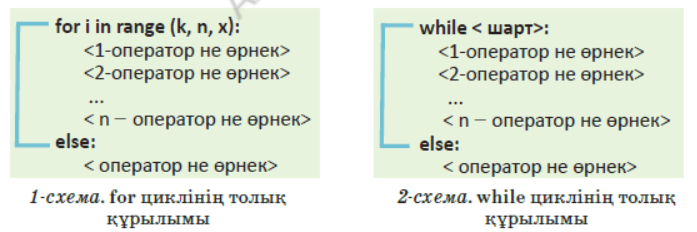 for i in range (k, n, x):
<1-оператор не өрнек>
<2-оператор не өрнек>
...
< n – оператор не өрнек>
else:
< оператор не өрнек>
1-схема. for циклінің толық
құрылымы
while < шарт>:
<1-оператор не өрнек>
<2-оператор не өрнек>
...
< n – оператор не өрнек>
else:
< оператор не өрнек>
2-схема. while циклінің толық
құрылымы